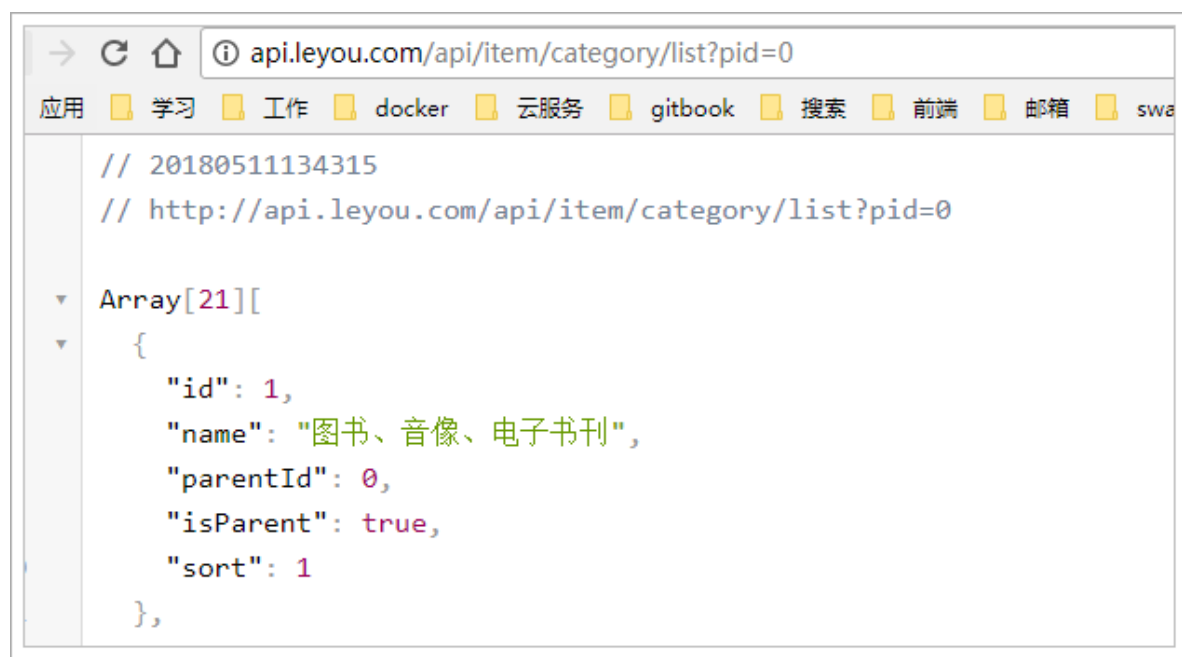 api.leyou.com/api/item/category/list?pid=0
应用 学习 工作 docker 云服务 gitbook 搜索 前端 邮箱 swa
// 20180511134315
// http://api.leyou.com/api/item/category/list?pid=0
Array[21][
{
"id": 1,
"name": "图书、音像、电子书刊",
"parentId": 0,
"isParent": true,
"sort": 1
},